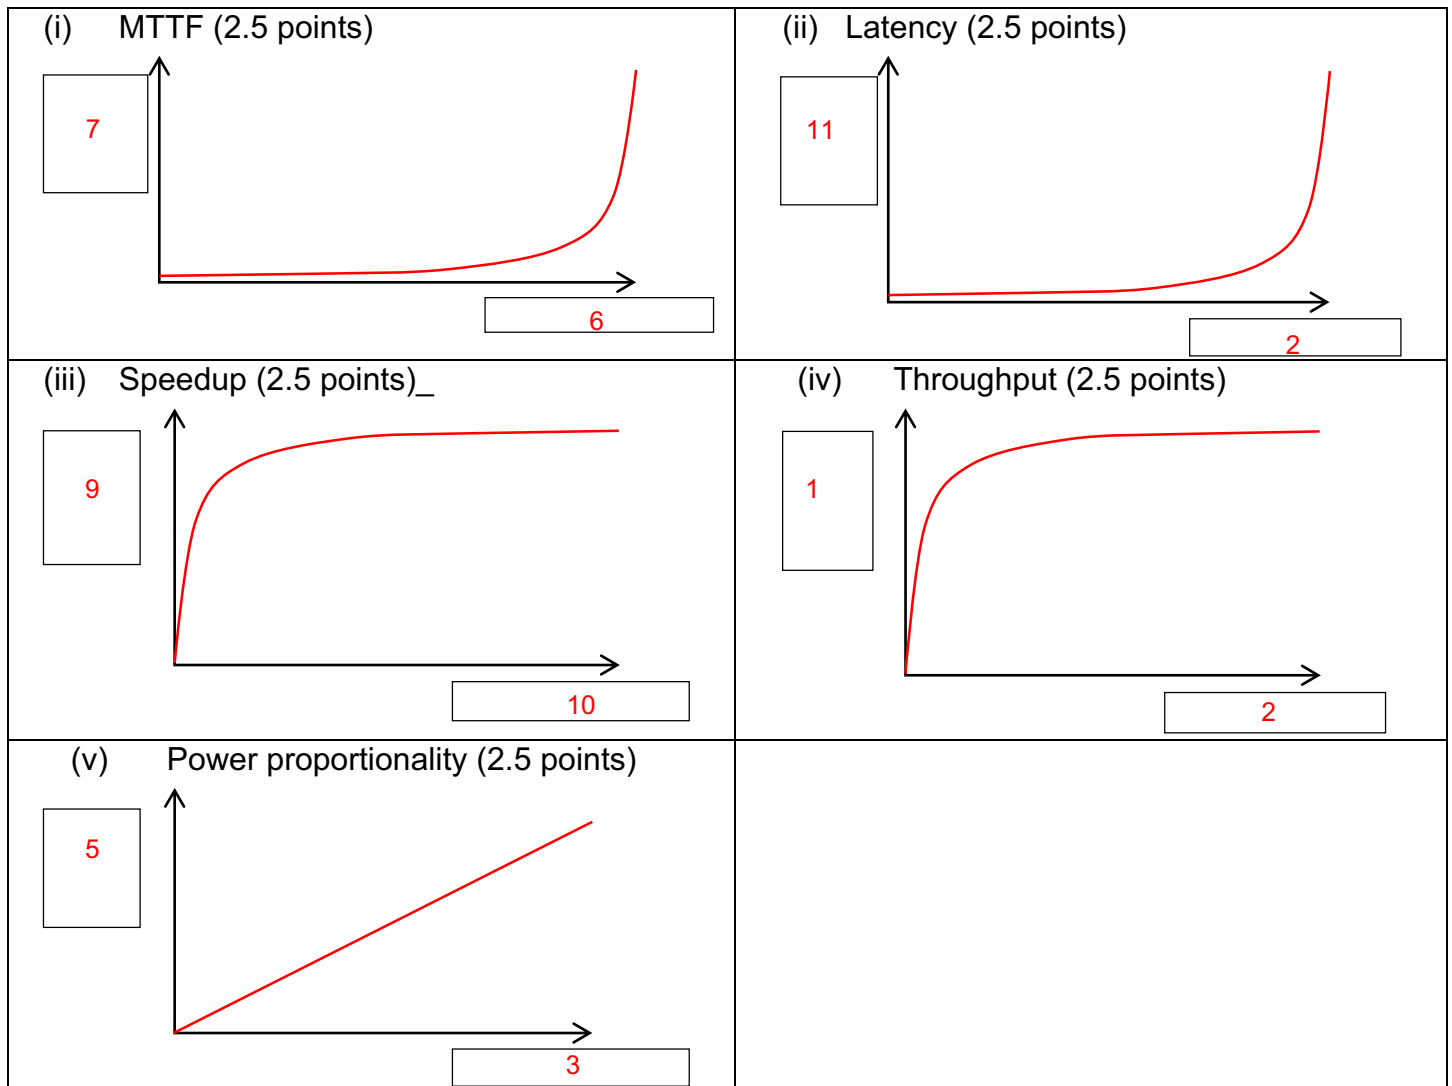 (i) MTTF (2.5 points)
7
6
(ii) Latency (2.5 points)
11
2
(iii) Speedup (2.5 points)_
9
10
(iv) Throughput (2.5 points)
1
2
(v) Power proportionality (2.5 points)
5
3